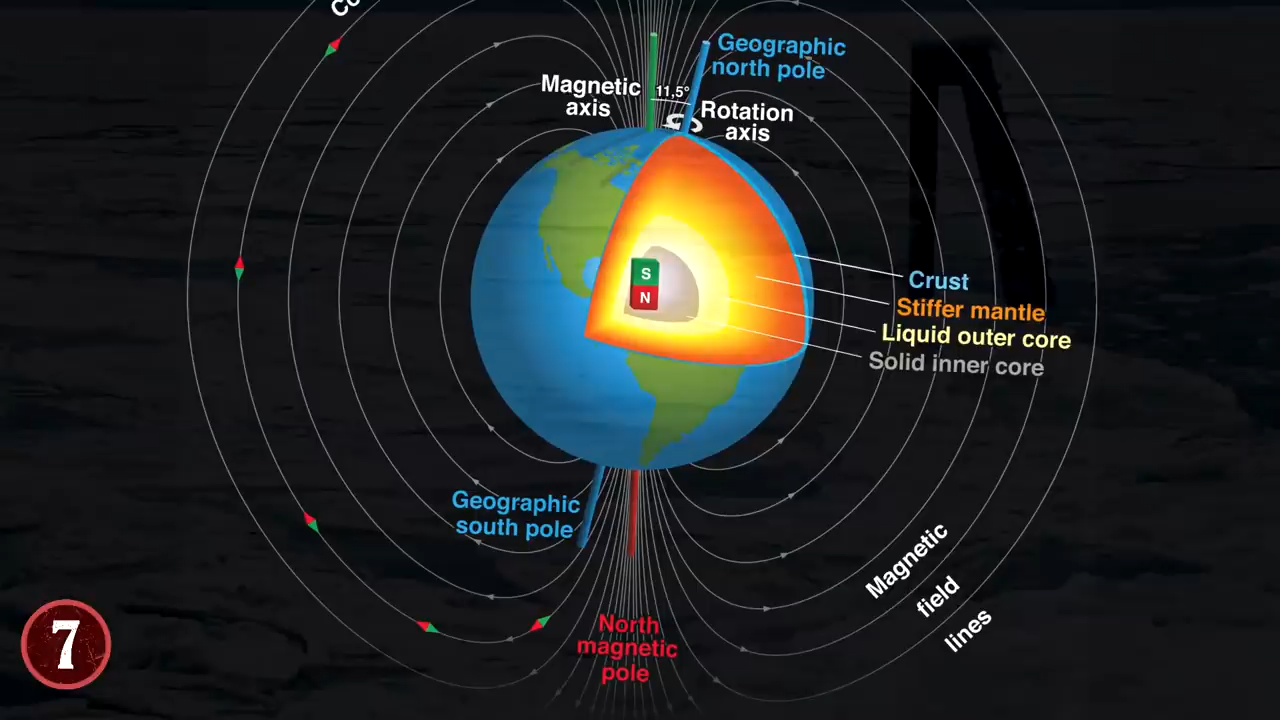 Co
Geographic
north pole
Magnetic
axis
11,5°
Rotation
axis
S
N
Crust
Stiffer mantle
Liquid outer core
Solid inner core
Geographic
south pole
Magnetic
field
lines
North
magnetic
pole
7